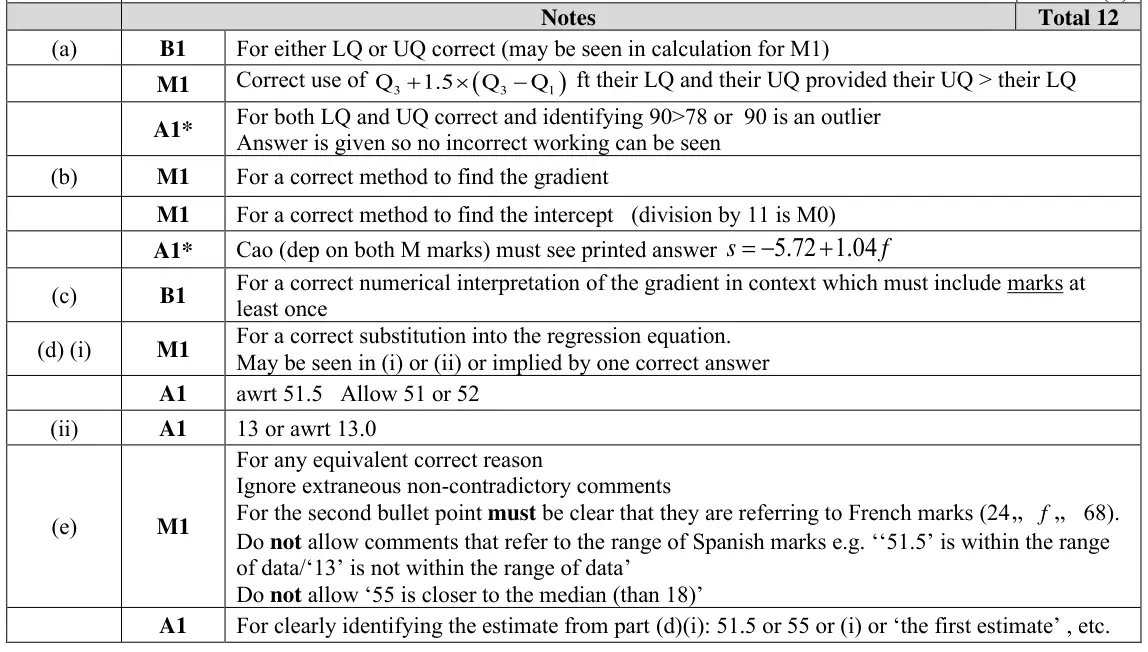 Notes Total 12
(a) B1 For either LQ or UQ correct (may be seen in calculation for M1)
M1 Correct use of Q₃ +1.5×(Q₃ −Q₁) ft their LQ and their UQ provided their UQ > their LQ
A1* For both LQ and UQ correct and identifying 90>78 or 90 is an outlier
Answer is given so no incorrect working can be seen
(b) M1 For a correct method to find the gradient
M1 For a correct method to find the intercept (division by 11 is M0)
A1* Cao (dep on both M marks) must see printed answer s = −5.72 +1.04 f
(c) B1 For a correct numerical interpretation of the gradient in context which must include marks at
least once
(d) (i) M1 For a correct substitution into the regression equation.
May be seen in (i) or (ii) or implied by one correct answer
A1 awrt 51.5 Allow 51 or 52
(ii) A1 13 or awrt 13.0
(e) M1 For any equivalent correct reason
Ignore extraneous non-contradictory comments
For the second bullet point must be clear that they are referring to French marks (24„ f „ 68).
Do not allow comments that refer to the range of Spanish marks e.g. ‘‘51.5’ is within the range
of data/‘13’ is not within the range of data’
Do not allow ‘55 is closer to the median (than 18)’
A1 For clearly identifying the estimate from part (d)(i): 51.5 or 55 or (i) or ‘the first estimate’ , etc.